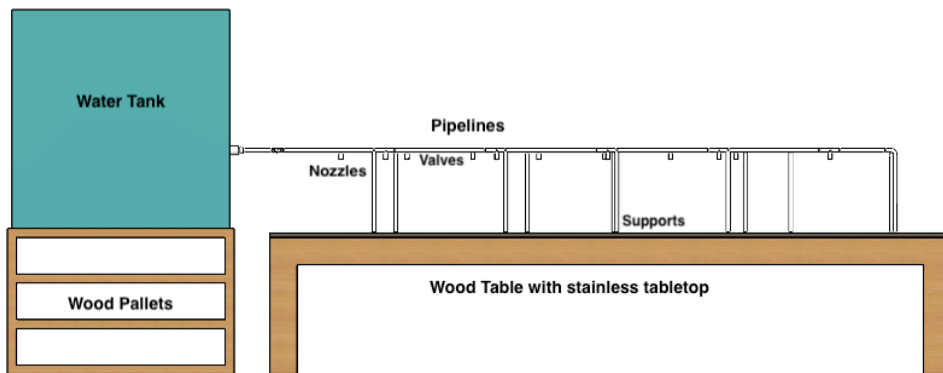 Water Tank
Pipelines
Nozzles
Valves
Supports
Wood Pallets
Wood Table with stainless tabletop